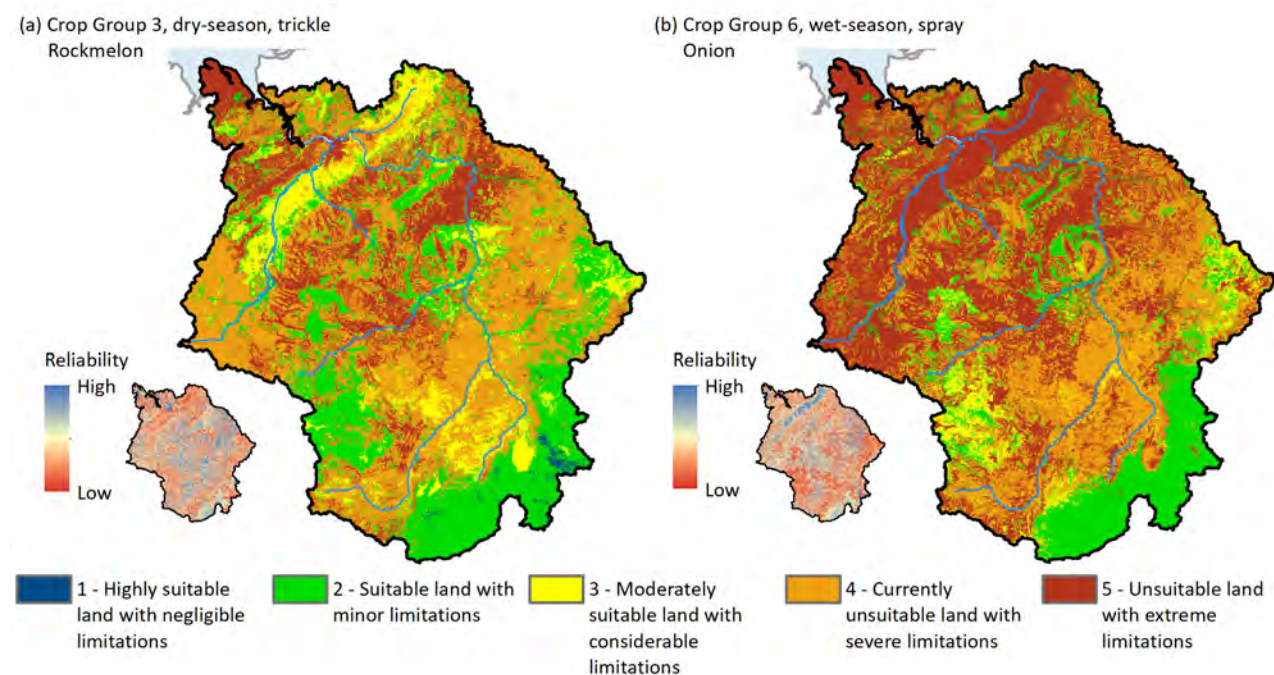 (a) Crop Group 3, dry-season, trickle
Rockmelon
(b) Crop Group 6, wet-season, spray
Onion
Reliability
High
Low
Reliability
High
Low
1 - Highly suitable
land with negligible
limitations
2 - Suitable land with
minor limitations
3 - Moderately
suitable land with
considerable
limitations
4 - Currently
unsuitable land with
severe limitations
5 - Unsuitable land
with extreme
limitations